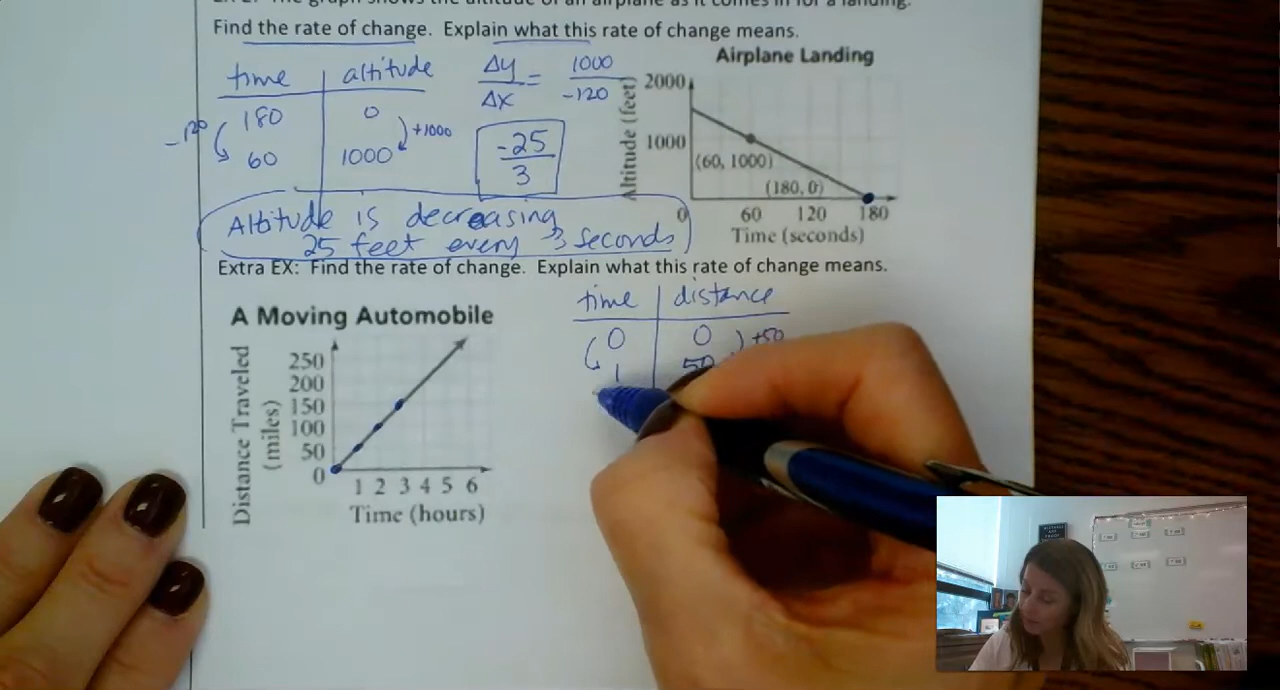 Find the rate of change. Explain what this rate of change means.
time altitude
180 0
60 1000
-120
+1000
Δy/Δx = 1000/-120
-25/3
Airplane Landing
Altitude (feet)
2000
1000
0
(60, 1000)
(180, 0)
60 120 180
Time (seconds)
Altitude is decreasing
25 feet every 3 seconds
Extra EX: Find the rate of change. Explain what this rate of change means.
A Moving Automobile
Distance Traveled
(miles)
250
200
150
100
50
0
1 2 3 4 5 6
Time (hours)
time distance
0 0
1 50
+50